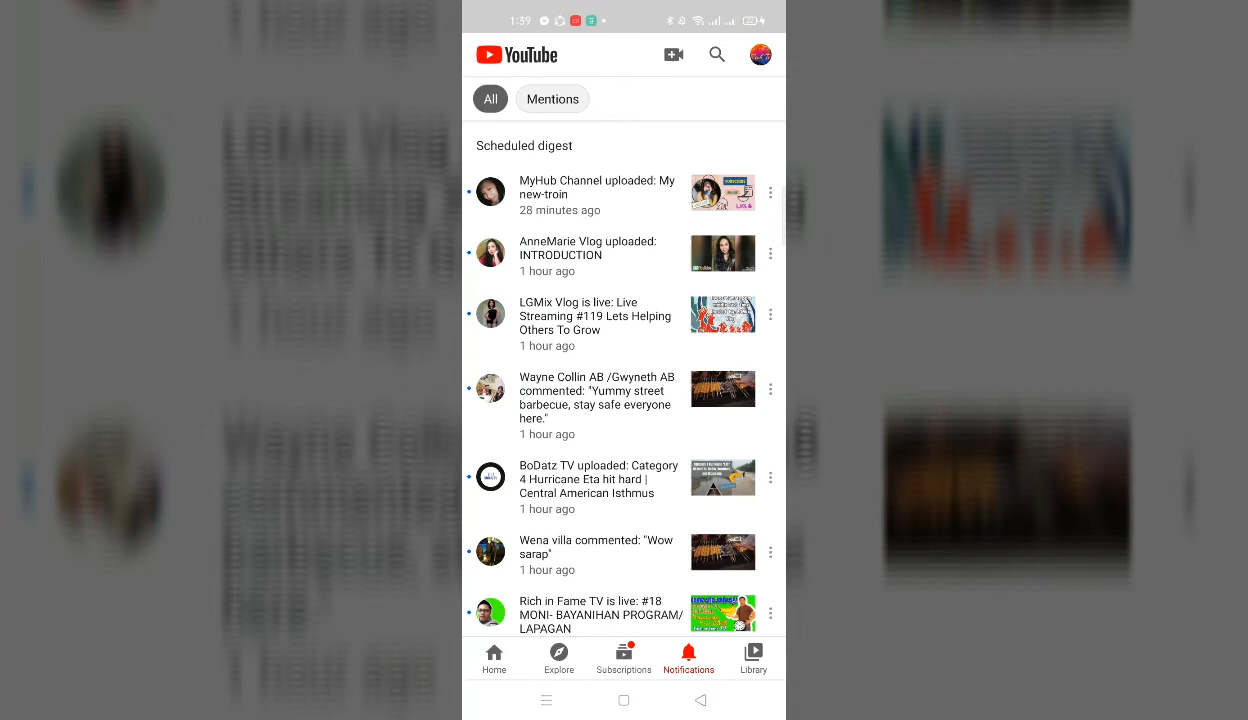 1:39
YouTube
All
Mentions
Scheduled digest
MyHub Channel uploaded: My
new-troin
28 minutes ago
AnneMarie Vlog uploaded:
INTRODUCTION
1 hour ago
LGMix Vlog is live: Live
Streaming #119 Lets Helping
Others To Grow
1 hour ago
Wayne Collin AB /Gwyneth AB
commented: "Yummy street
barbecue, stay safe everyone
here."
1 hour ago
BoDatz TV uploaded: Category
4 Hurricane Eta hit hard |
Central American Isthmus
1 hour ago
Wena villa commented: "Wow
sarap"
1 hour ago
Rich in Fame TV is live: #18
MONI- BAYANIHAN PROGRAM/
LAPAGAN
Home
Explore
Subscriptions
Notifications
Library